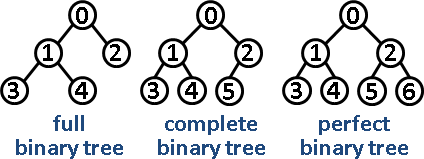 0 0 0
1 2 1 2 1 2
3 4 3 4 5 3 4 5 6
full complete perfect
binary tree binary tree binary tree